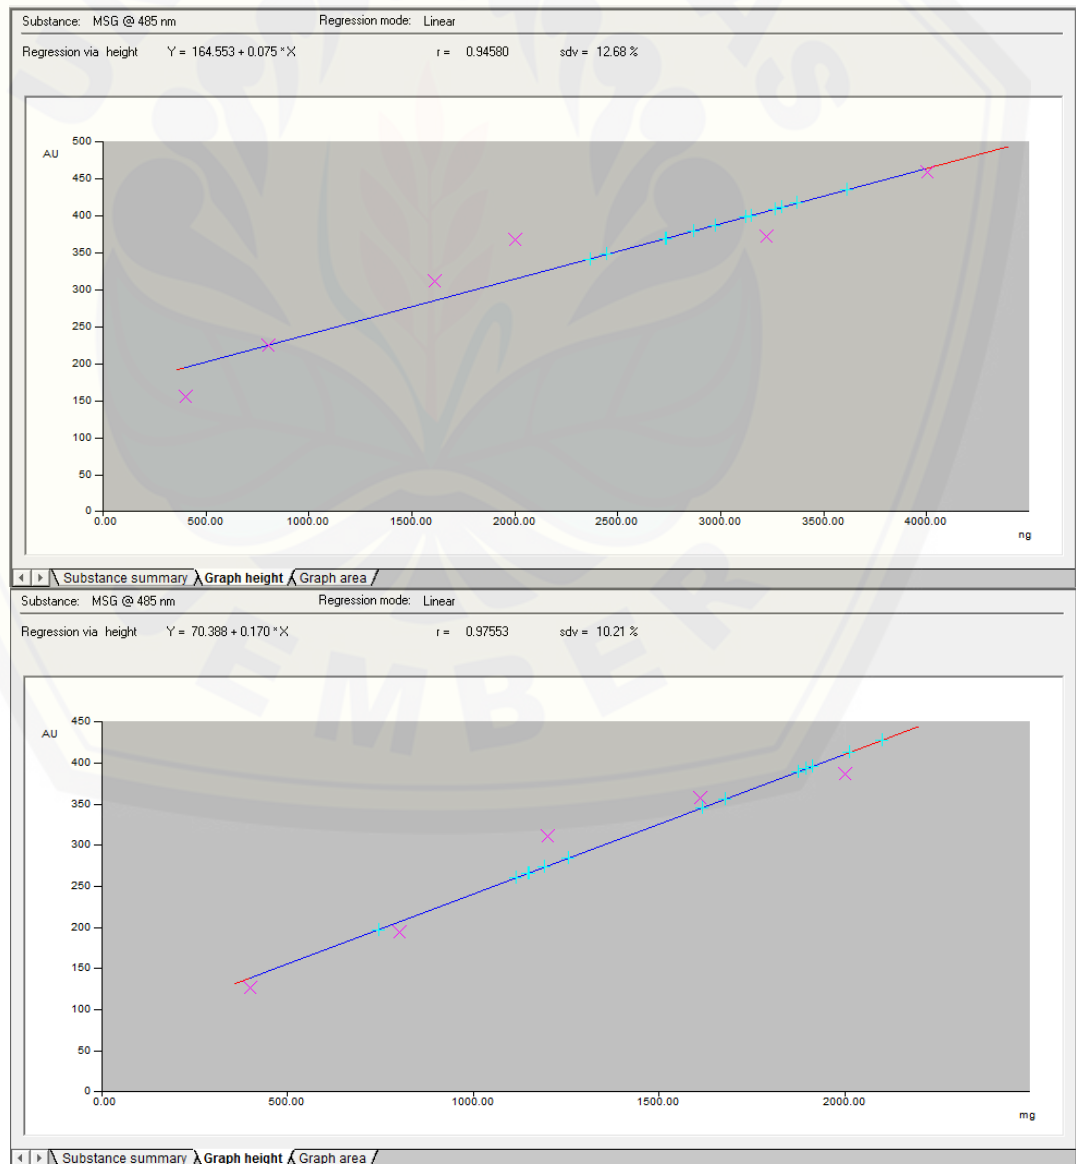 Substance: MSG @ 485 nm Regression mode: Linear
Regression via height Y = 164.553 + 0.075 * X r = 0.94580 sdv = 12.68 %
AU
500
450
400
350
300
250
200
150
100
50
0
0.00 500.00 1000.00 1500.00 2000.00 2500.00 3000.00 3500.00 4000.00
ng
Substance summary Graph height Graph area
Substance: MSG @ 485 nm Regression mode: Linear
Regression via height Y = 70.388 + 0.170 * X r = 0.97553 sdv = 10.21 %
EMBER
AU
450
400
350
300
250
200
150
100
50
0
0.00 500.00 1000.00 1500.00 2000.00
mg
Substance summary Graph height Graph area